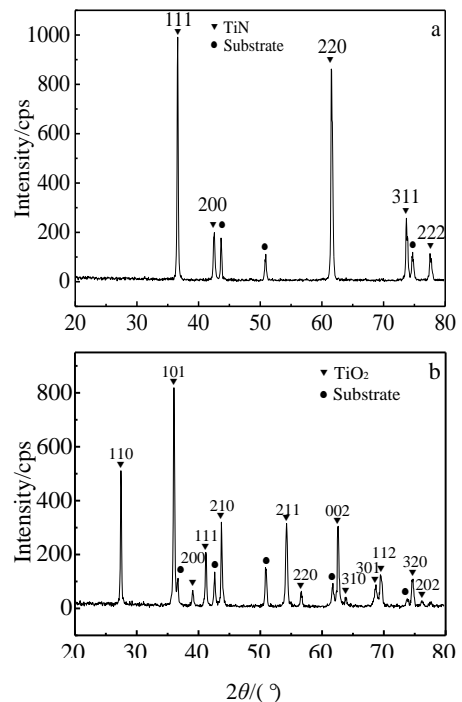 a
▼ TiN
● Substrate
Intensity/cps
1000
800
600
400
200
0
111
200
220
311
222
20 30 40 50 60 70 80
b
▼ TiO₂
● Substrate
Intensity/cps
800
600
400
200
0
110
101
200
111
210
211
220
002
310
301
112
320
202
20 30 40 50 60 70 80
2θ/(°)